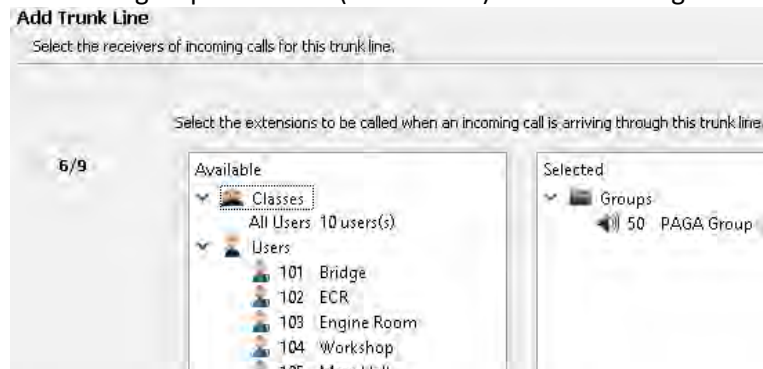 Add Trunk Line
Select the receivers of incoming calls for this trunk line.
Select the extensions to be called when an incoming call is arriving through this trunk line.
6/9
Available
Classes
All Users 10 users(s)
Users
101 Bridge
102 ECR
103 Engine Room
104 Workshop
Selected
Groups
50 PAGA Group